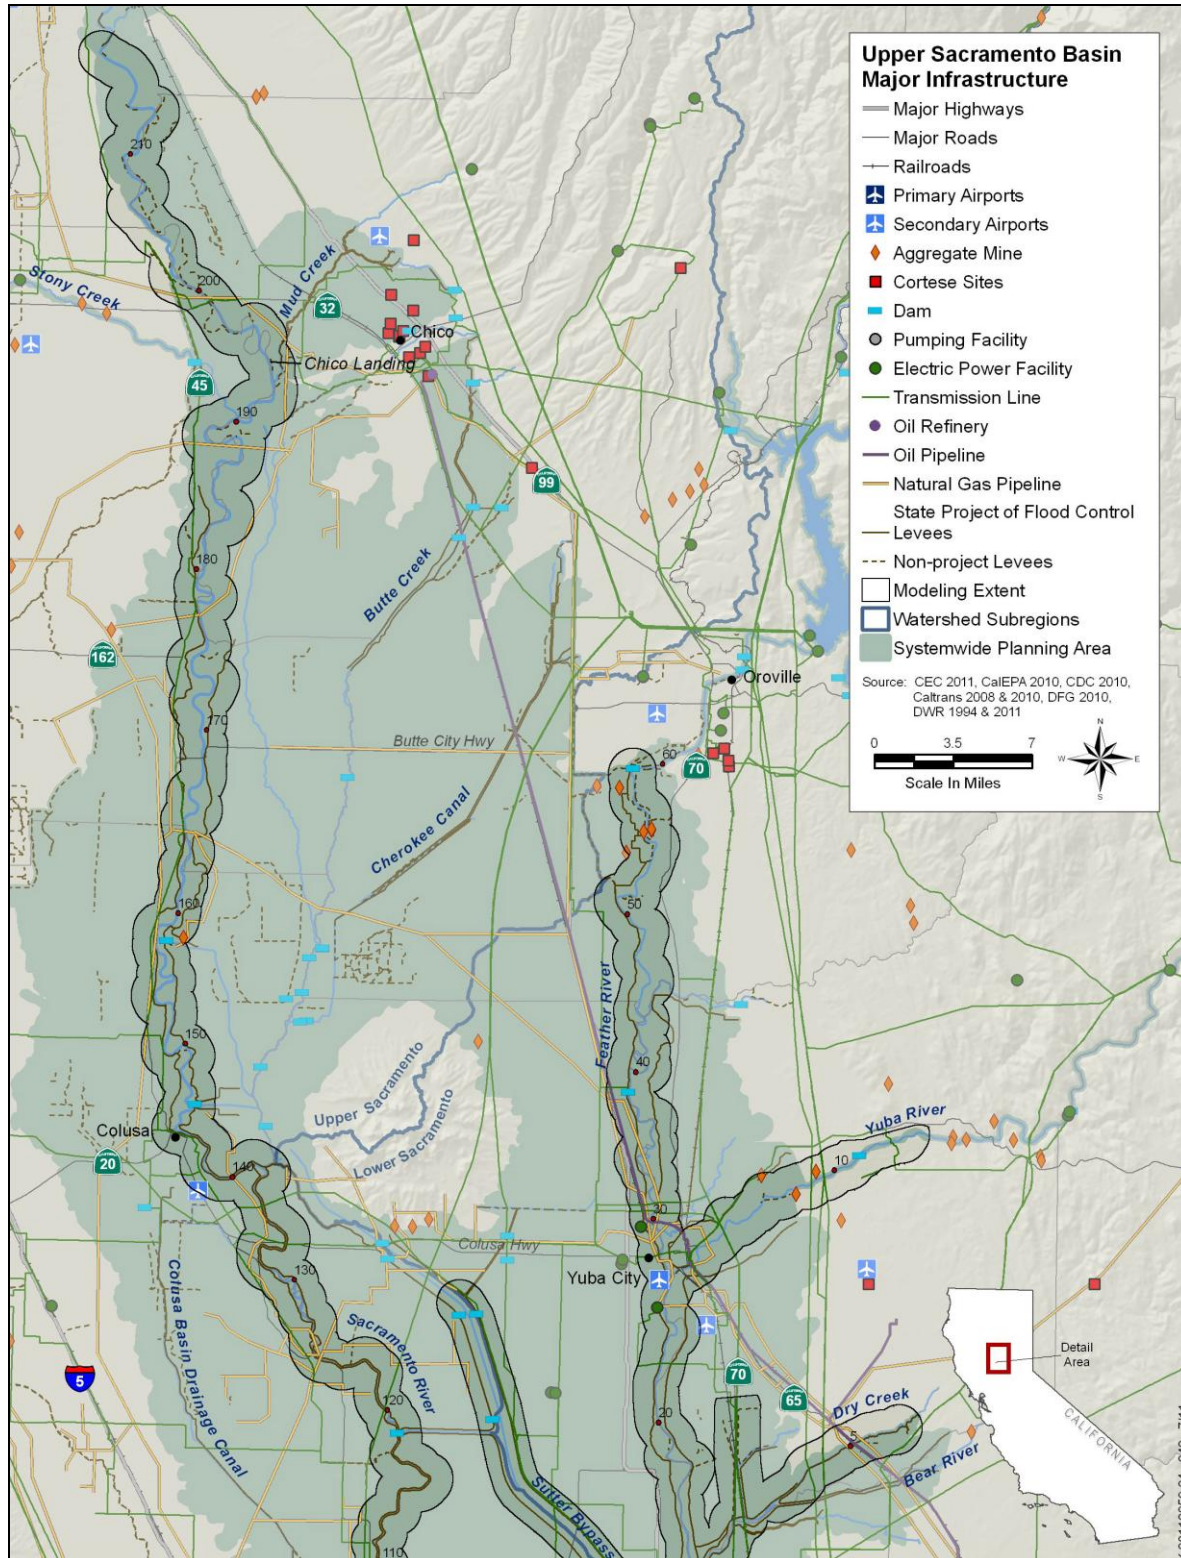 Upper Sacramento Basin
Major Infrastructure
Major Highways
Major Roads
Railroads
Primary Airports
Secondary Airports
Aggregate Mine
Cortese Sites
Dam
Pumping Facility
Electric Power Facility
Transmission Line
Oil Refinery
Oil Pipeline
Natural Gas Pipeline
State Project of Flood Control
Levees
Non-project Levees
Modeling Extent
Watershed Subregions
Systemwide Planning Area
Source: CEC 2011, CalEPA 2010, CDC 2010,
Caltrans 2008 & 2010, DFG 2010,
DWR 1994 & 2011
N
W
E
S
0 3.5 7
Scale In Miles
210
Stony Creek
200
Mud Creek
32
Chico
Chico Landing
45
190
99
180
Butte Creek
162
170
Oroville
Butte City Hwy
60
70
Cherokee Canal
160
50
Feather River
150
40
Upper Sacramento
Lower Sacramento
Colusa
20
140
Yuba River
10
30
Colusa Hwy
Yuba City
130
Colusa Basin Drainage Canal
Sacramento River
5
120
70
65
20
Dry Creek
5
Bear River
Sutter Bypass
110
Detail
Area
CALIFORNIA